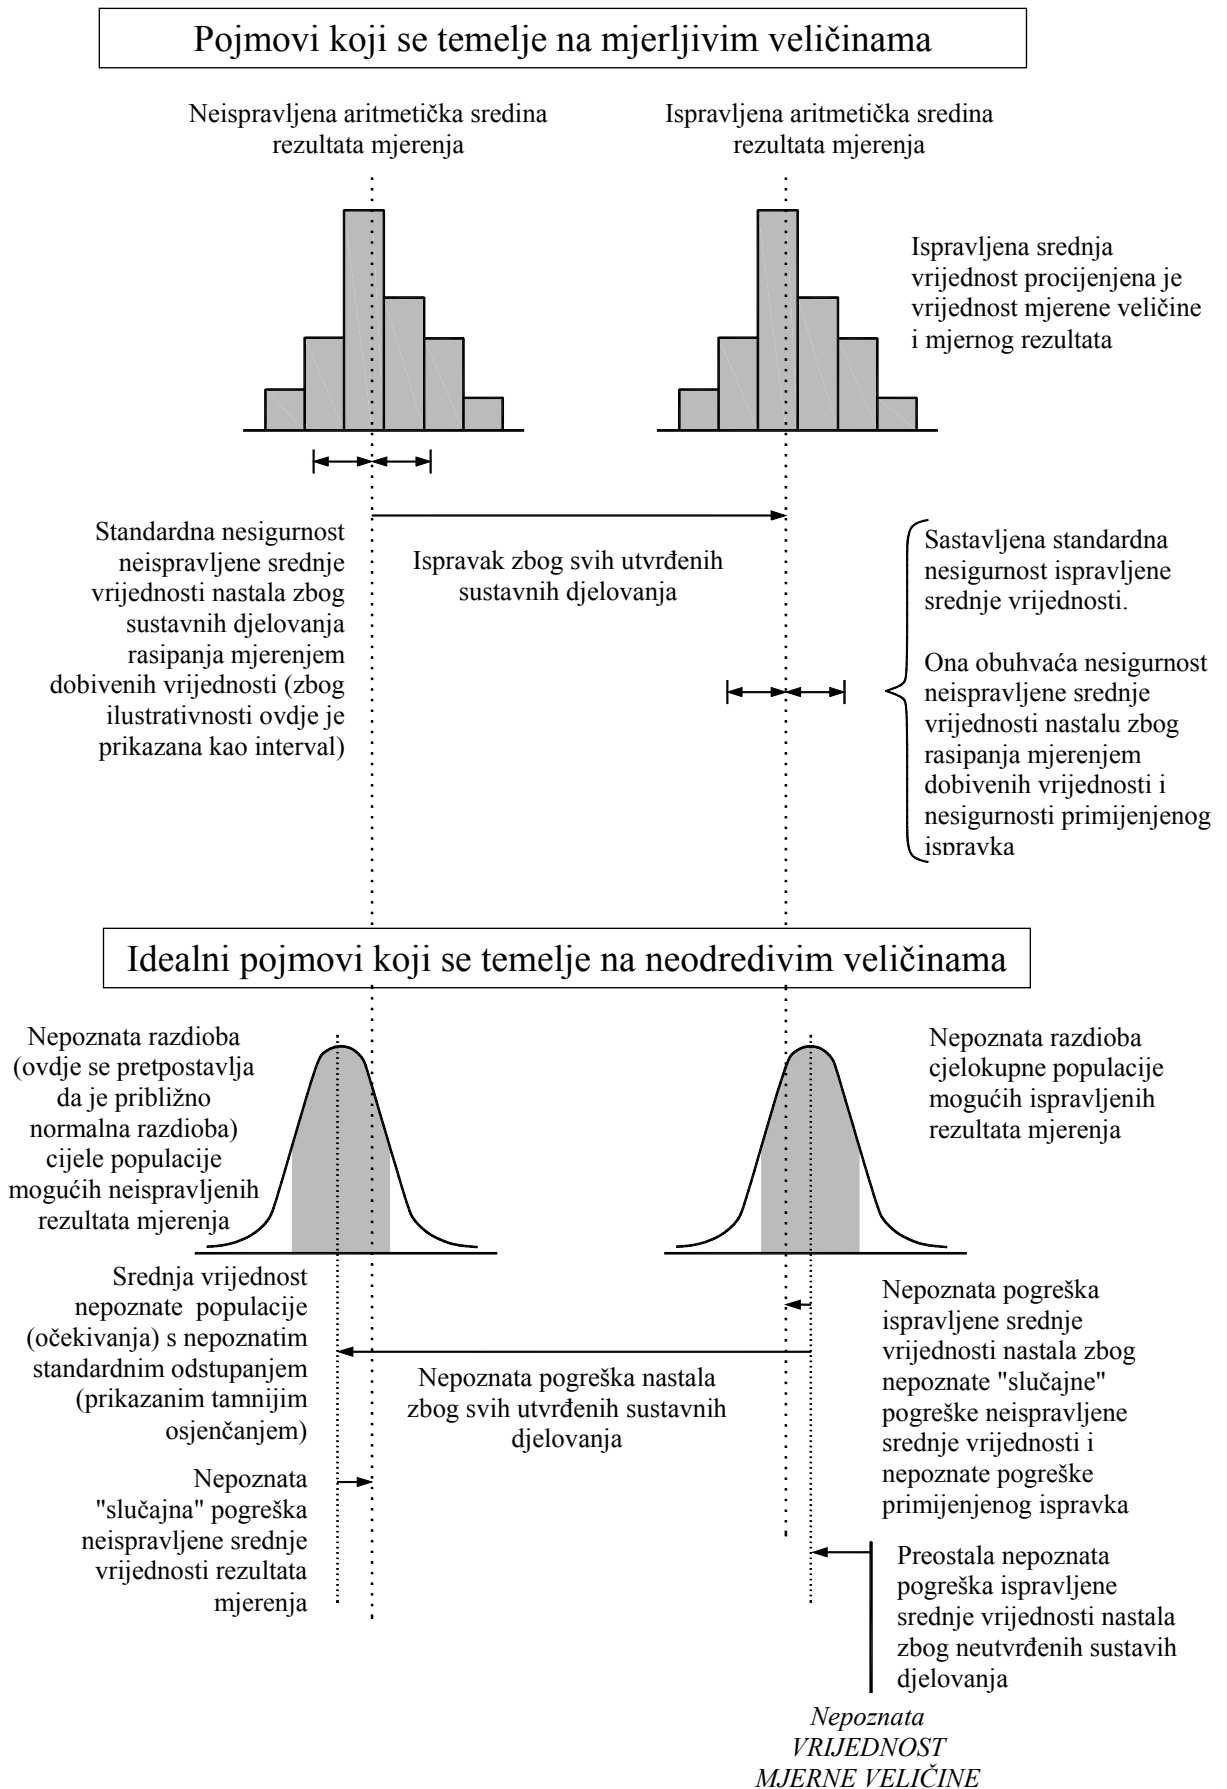 Pojmovi koji se temelje na mjerljivim veličinama
Neispravljena aritmetička sredina
rezultata mjerenja
Ispravljena aritmetička sredina
rezultata mjerenja
Ispravljena srednja
vrijednost procijenjena je
vrijednost mjerene veličine
i mjernog rezultata
Standardna nesigurnost
neispravljene srednje
vrijednosti nastala zbog
sustavnih djelovanja
rasipanja mjerenjem
dobivenih vrijednosti (zbog
ilustrativnosti ovdje je
prikazana kao interval)
Ispravak zbog svih utvrđenih
sustavnih djelovanja
Sastavljena standardna
nesigurnost ispravljene
srednje vrijednosti.
Ona obuhvaća nesigurnost
neispravljene srednje
vrijednosti nastalu zbog
rasipanja mjerenjem
dobivenih vrijednosti i
nesigurnosti primijenjenog
ispravka
Idealni pojmovi koji se temelje na neodredivim veličinama
Nepoznata razdioba
(ovdje se pretpostavlja
da je približno
normalna razdioba)
cijele populacije
mogućih neispravljenih
rezultata mjerenja
Nepoznata razdioba
cjelokupne populacije
mogućih ispravljenih
rezultata mjerenja
Srednja vrijednost
nepoznate populacije
(očekivanja) s nepoznatim
standardnim odstupanjem
(prikazanim tamnijim
osjenčanjem)
Nepoznata pogreška nastala
zbog svih utvrđenih sustavnih
djelovanja
Nepoznata pogreška
ispravljene srednje
vrijednosti nastala zbog
nepoznate "slučajne"
pogreške neispravljene
srednje vrijednosti i
nepoznate pogreške
primijenjenog ispravka
Nepoznata
"slučajna" pogreška
neispravljene srednje
vrijednosti rezultata
mjerenja
Preostala nepoznata
pogreška ispravljene
srednje vrijednosti nastala
zbog neutvrđenih sustavih
djelovanja
Nepoznata
VRIJEDNOST
MJERNE VELIČINE